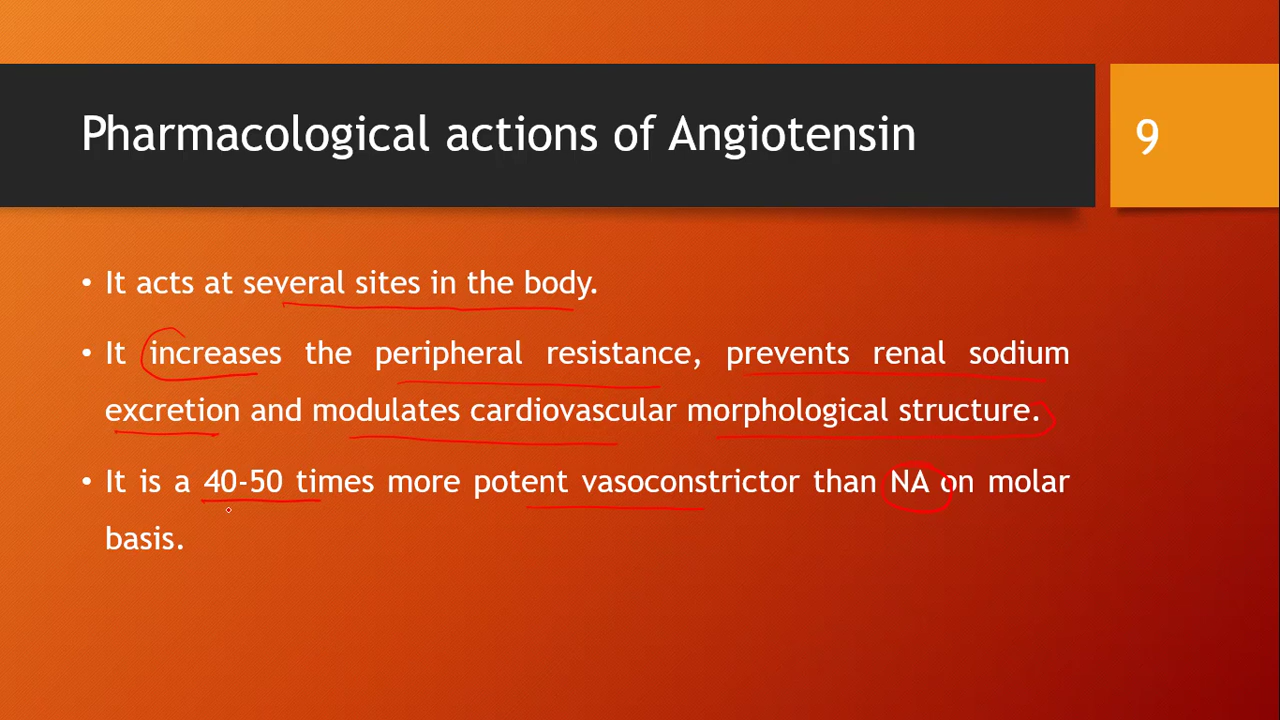 Pharmacological actions of Angiotensin
9
• It acts at several sites in the body.
• It increases the peripheral resistance, prevents renal sodium
excretion and modulates cardiovascular morphological structure.
• It is a 40-50 times more potent vasoconstrictor than NA on molar
basis.